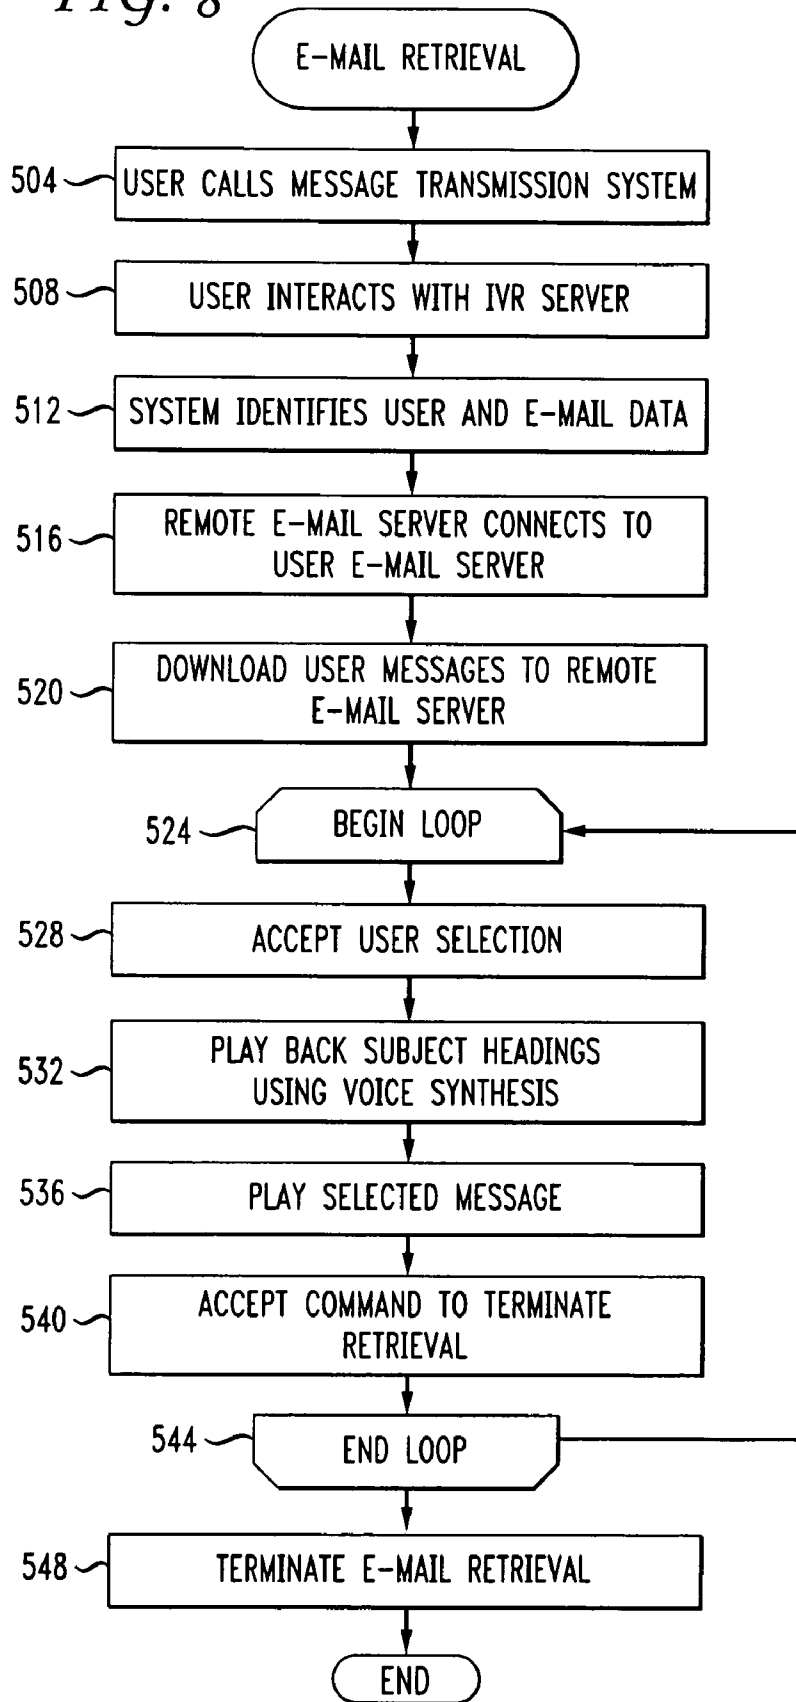 FIG. 8
E-MAIL RETRIEVAL
504
USER CALLS MESSAGE TRANSMISSION SYSTEM
508
USER INTERACTS WITH IVR SERVER
512
SYSTEM IDENTIFIES USER AND E-MAIL DATA
516
REMOTE E-MAIL SERVER CONNECTS TO
USER E-MAIL SERVER
520
DOWNLOAD USER MESSAGES TO REMOTE
E-MAIL SERVER
524
BEGIN LOOP
528
ACCEPT USER SELECTION
532
PLAY BACK SUBJECT HEADINGS
USING VOICE SYNTHESIS
536
PLAY SELECTED MESSAGE
540
ACCEPT COMMAND TO TERMINATE
RETRIEVAL
544
END LOOP
548
TERMINATE E-MAIL RETRIEVAL
END